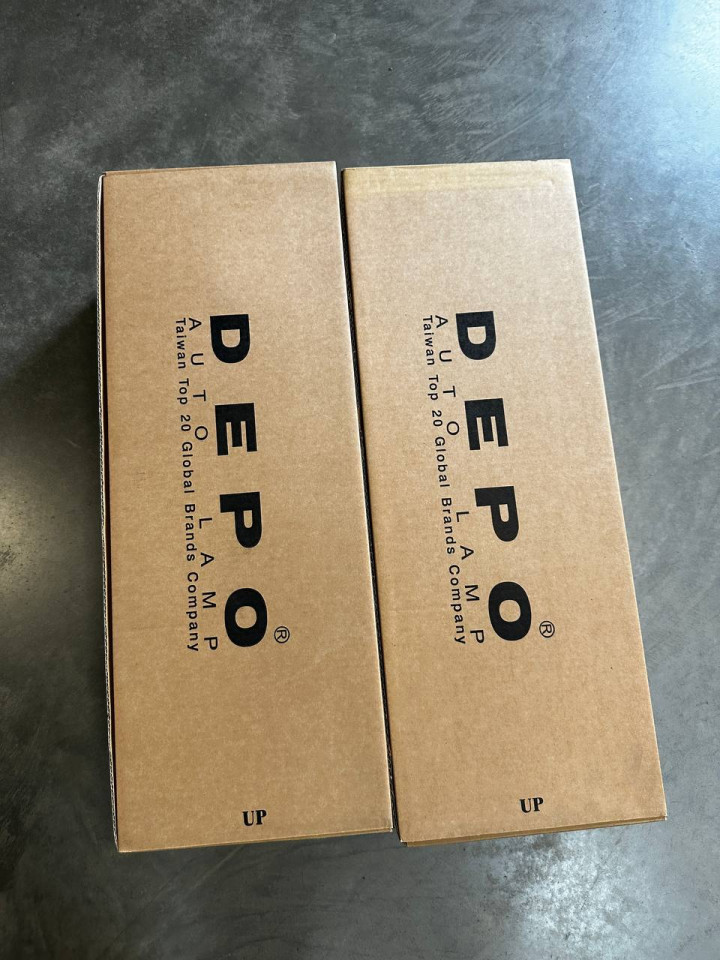 DEPO®
AUTO LAMP
Taiwan Top 20 Global Brands Company
UP
DEPO®
AUTO LAMP
Taiwan Top 20 Global Brands Company
UP